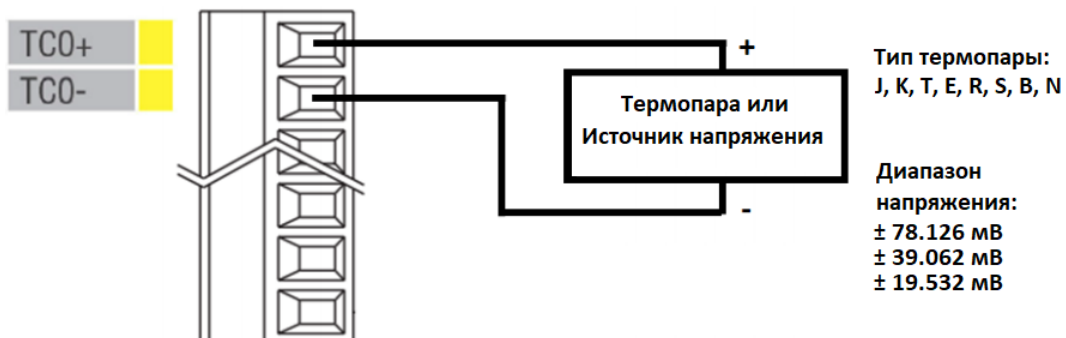 TC0+
TC0-
+
Термопара или
Источник напряжения
-
Тип термопары:
J, K, T, E, R, S, B, N
Диапазон
напряжения:
± 78.126 мВ
± 39.062 мВ
± 19.532 мВ